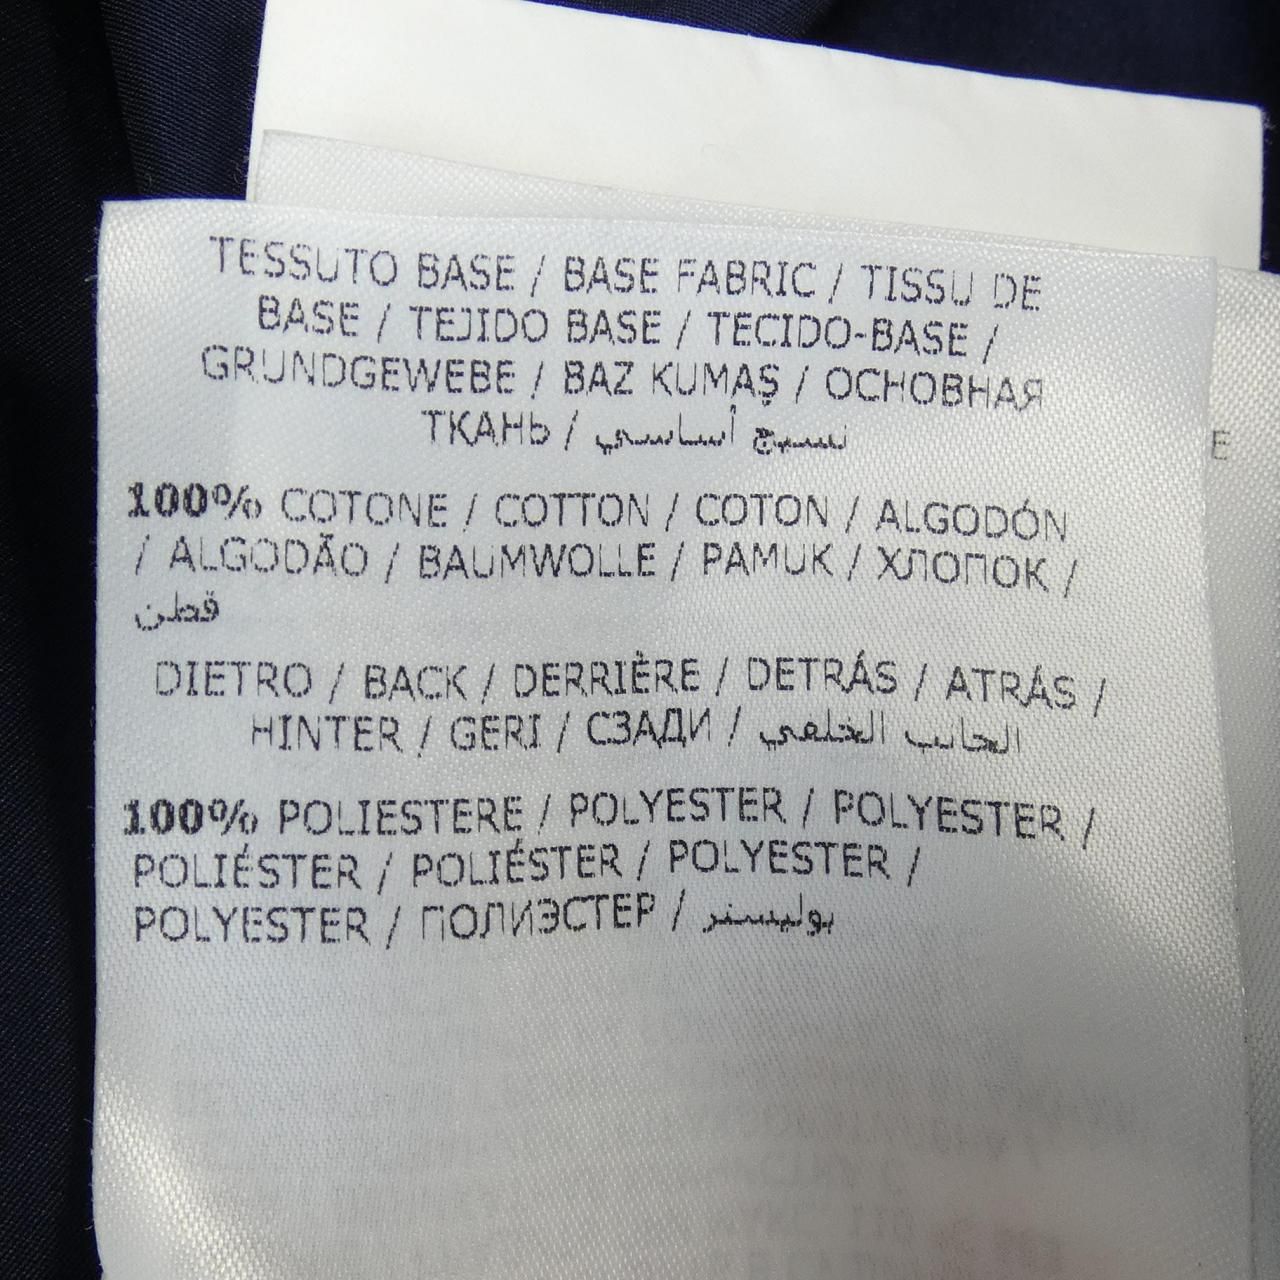 TESSUTO BASE / BASE FABRIC / TISSU DE
BASE / TEJIDO BASE / TECIDO-BASE /
GRUNDGEWEBE / BAZ KUMAŞ / ОСНОВНАЯ
ТКАНЬ / نسيج أساسي
E
100% COTONE / COTTON / COTON / ALGODÓN
/ ALGODÃO / BAUMWOLLE / PAMUK / ХЛОПОК /
قطن
DIETRO / BACK / DERRIÈRE / DETRÁS / ATRÁS /
HINTER / GERI / СЗАДИ / الجانب الخلفي
100% POLIESTERE / POLYESTER / POLYESTER /
POLIÉSTER / POLIÉSTER / POLYESTER /
POLYESTER / ПОЛИЭСТЕР / بوليستر